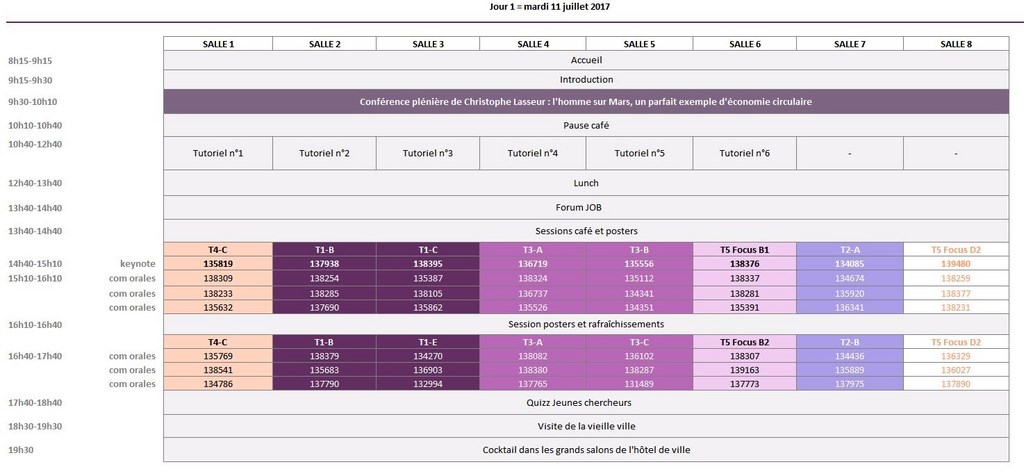 Jour 1 = mardi 11 juillet 2017
SALLE 1 SALLE 2 SALLE 3 SALLE 4 SALLE 5 SALLE 6 SALLE 7 SALLE 8
8h15-9h15 Accueil
9h15-9h30 Introduction
9h30-10h10 Conférence plénière de Christophe Lasseur : l'homme sur Mars, un parfait exemple d'économie circulaire
10h10-10h40 Pause café
10h40-12h40 Tutoriel n°1 Tutoriel n°2 Tutoriel n°3 Tutoriel n°4 Tutoriel n°5 Tutoriel n°6 - -
12h40-13h40 Lunch
13h40-14h40 Forum JOB
13h40-14h40 Sessions café et posters
T4-C T1-B T1-C T3-A T3-B T5 Focus B1 T2-A T5 Focus D2
14h40-15h10 keynote 135819 137938 138395 136719 135556 138376 134085 139480
15h10-16h10 com orales 138309 138254 135387 138324 135112 138337 134674 138259
com orales 138233 138285 138105 136737 134341 138281 135920 138377
com orales 135632 137690 135862 135526 134351 135391 136341 138231
16h10-16h40 Session posters et rafraîchissements
T4-C T1-B T1-E T3-A T3-C T5 Focus B2 T2-B T5 Focus D2
16h40-17h40 com orales 135769 138379 134270 138082 136102 138307 134436 136329
com orales 138541 135683 136903 138380 138287 139163 135889 136027
com orales 134786 137790 132994 137765 131489 137773 137975 137890
17h40-18h40 Quizz Jeunes chercheurs
18h30-19h30 Visite de la vieille ville
19h30 Cocktail dans les grands salons de l'hôtel de ville